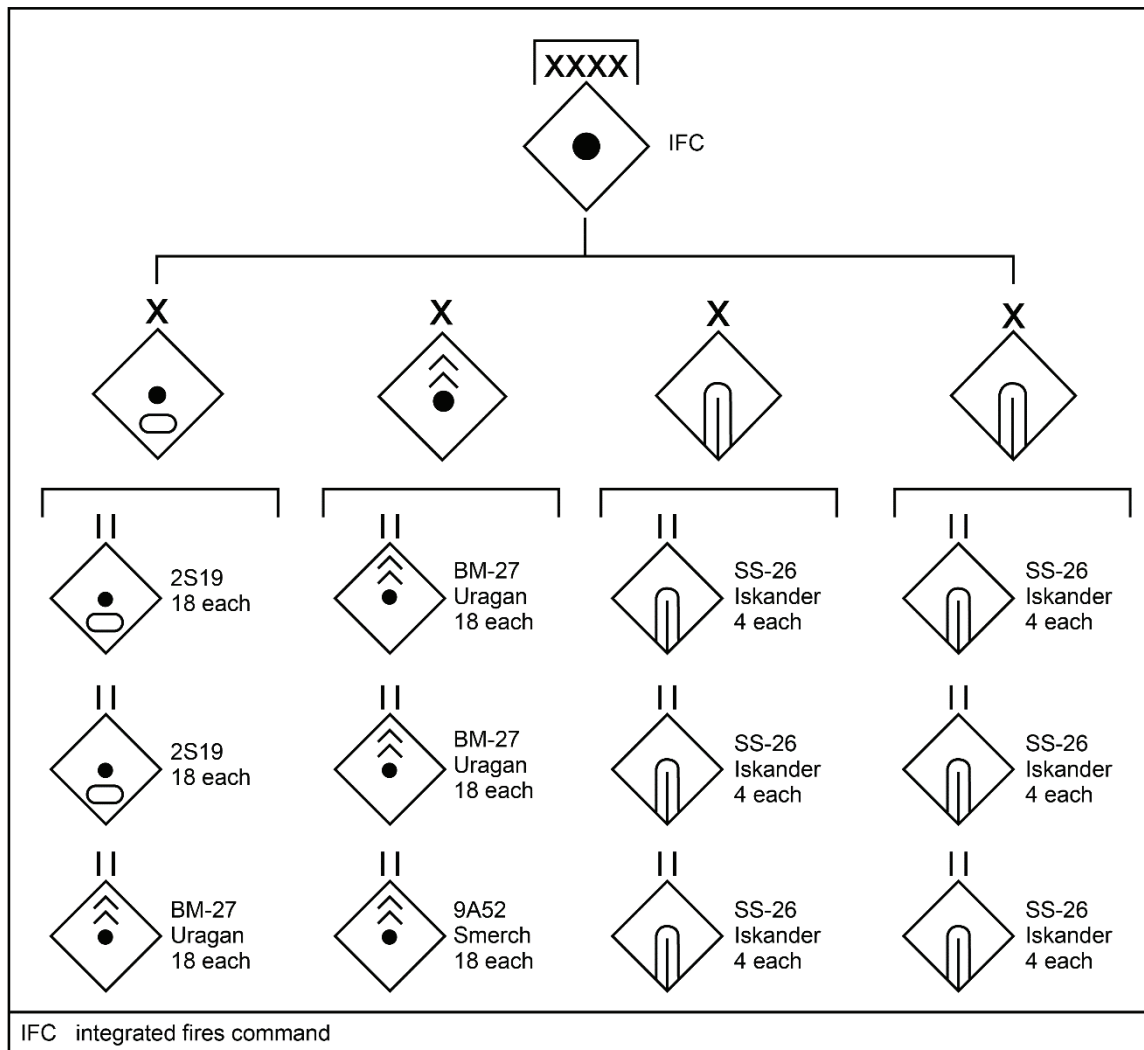 XXXX
IFC
X
X
X
X
II
2S19
18 each
II
BM-27
Uragan
18 each
II
SS-26
Iskander
4 each
II
SS-26
Iskander
4 each
II
2S19
18 each
II
BM-27
Uragan
18 each
II
SS-26
Iskander
4 each
II
SS-26
Iskander
4 each
II
BM-27
Uragan
18 each
II
9A52
Smerch
18 each
II
SS-26
Iskander
4 each
II
SS-26
Iskander
4 each
IFC integrated fires command